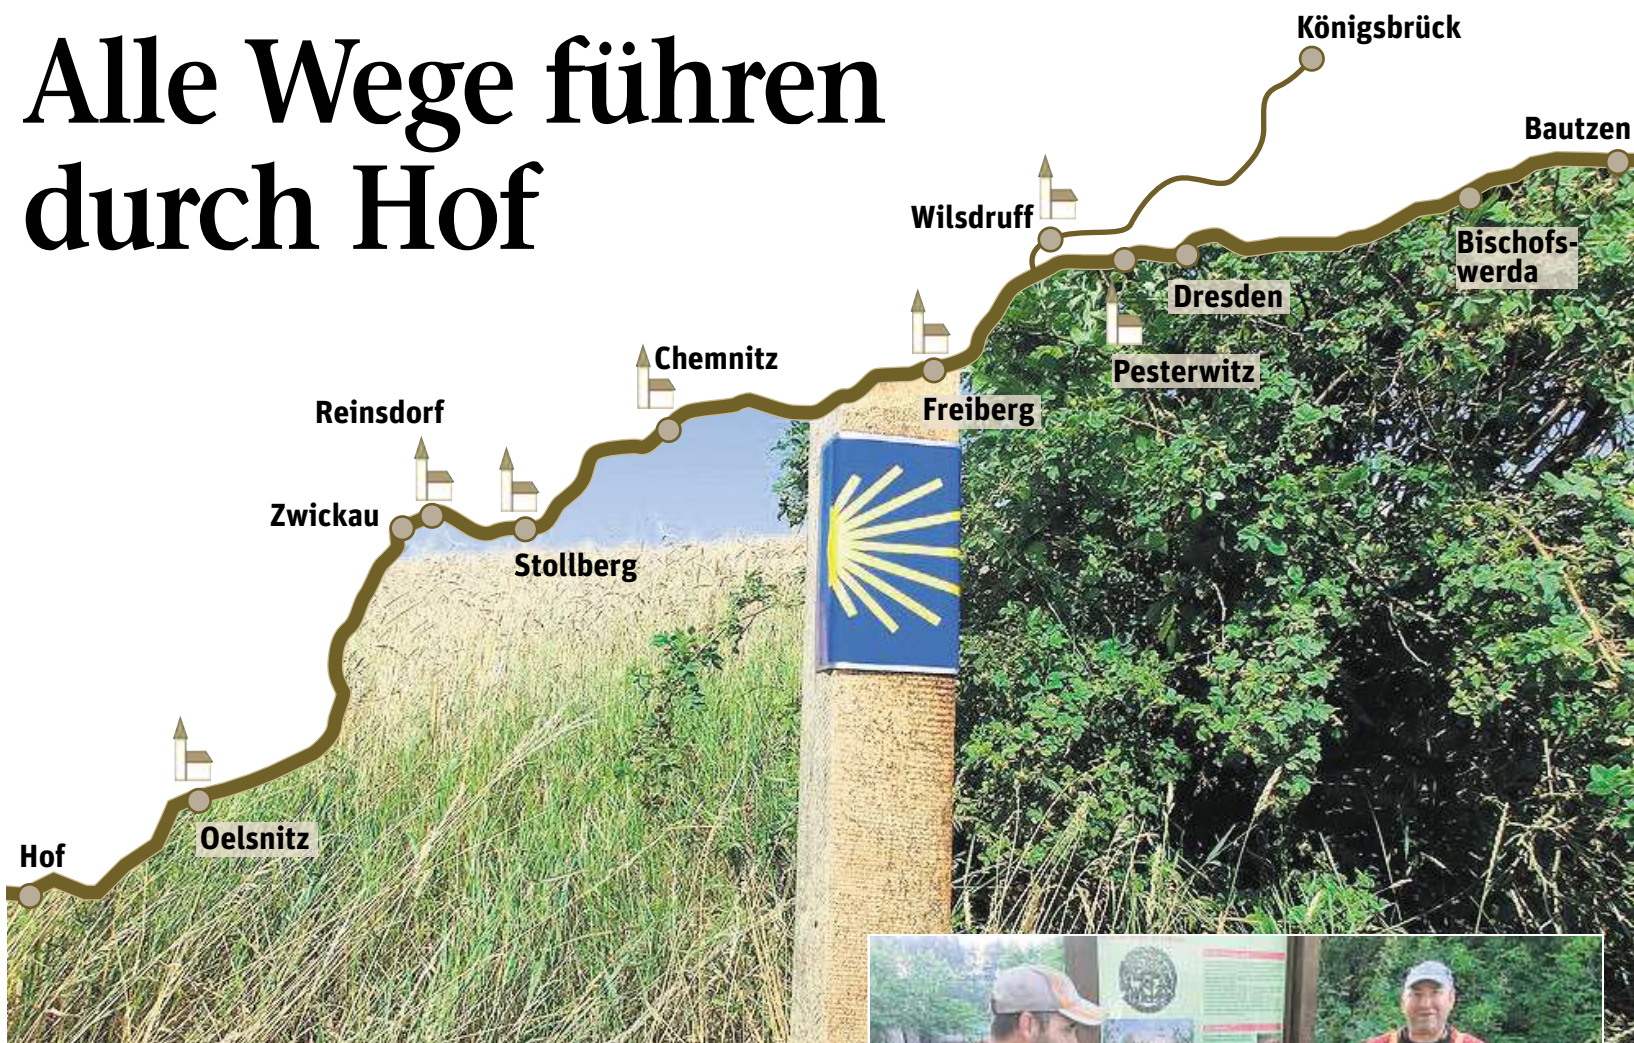 Alle Wege führen
durch Hof
Königsbrück
Bautzen
Wilsdruff
Bischofs-
werda
Dresden
Chemnitz
Pesterwitz
Freiberg
Reinsdorf
Zwickau
Stollberg
Oelsnitz
Hof